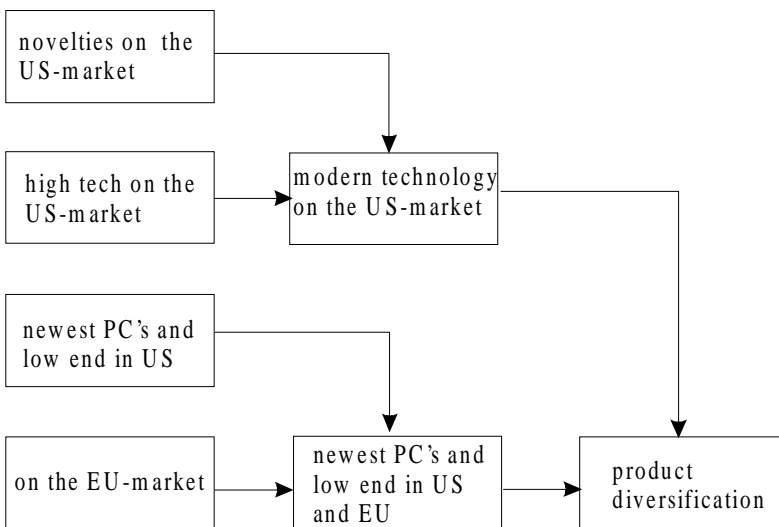 novelties on the
US-market
high tech on the
US-market
modern technology
on the US-market
newest PC's and
low end in US
on the EU-market
newest PC's and
low end in US
and EU
product
diversification